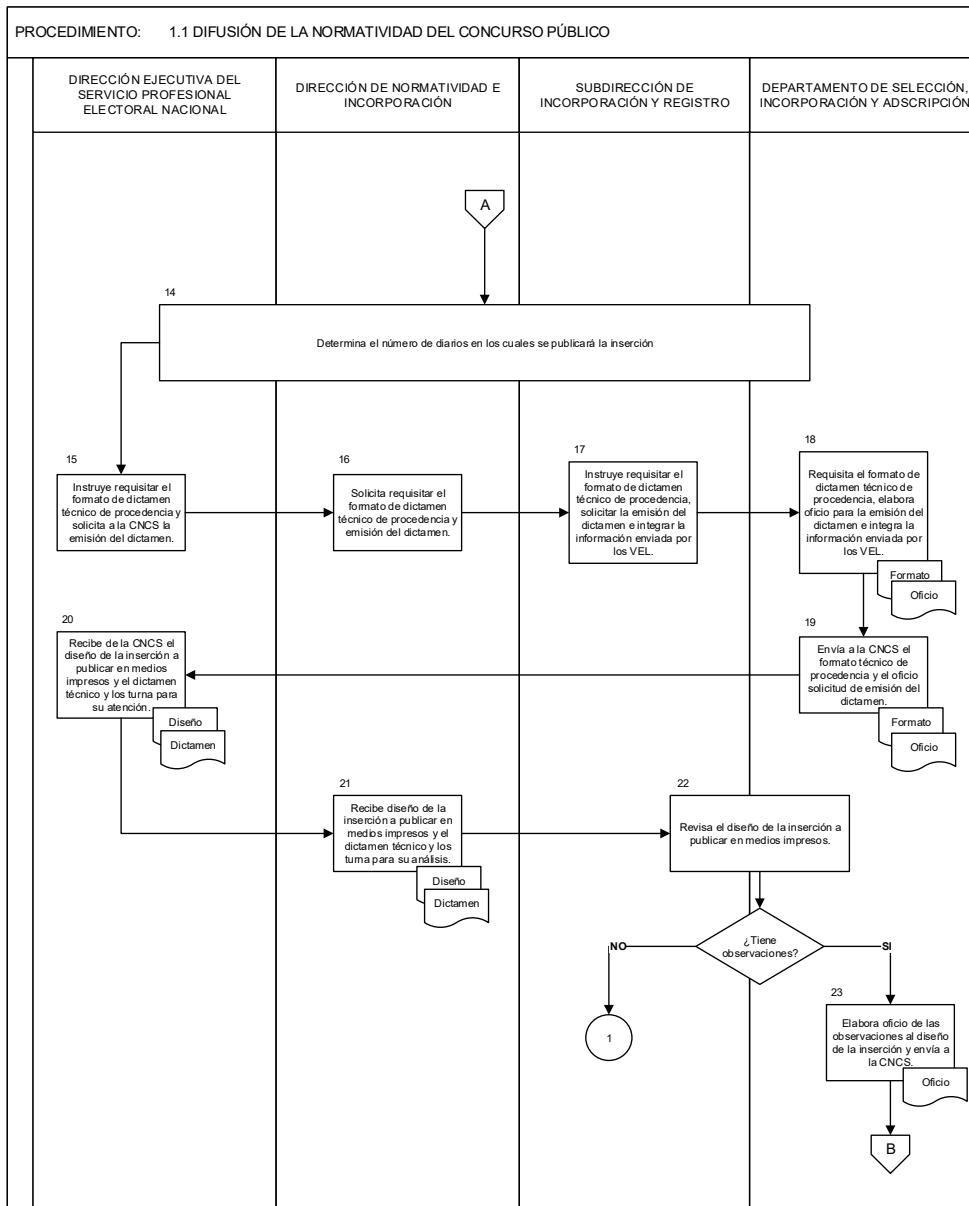 PROCEDIMIENTO: 1.1 DIFUSIÓN DE LA NORMATIVIDAD DEL CONCURSO PÚBLICO
DIRECCIÓN EJECUTIVA DEL
SERVICIO PROFESIONAL
ELECTORAL NACIONAL
DIRECCIÓN DE NORMATIVIDAD E
INCORPORACIÓN
SUBDIRECCIÓN DE
INCORPORACIÓN Y REGISTRO
DEPARTAMENTO DE SELECCIÓN,
INCORPORACIÓN Y ADSCRIPCIÓN
A
14
Determina el número de diarios en los cuales se publicará la inserción
15
Instruye requisitar el
formato de dictamen
técnico de procedencia y
solicita a la CNCS la
emisión del dictamen.
16
Solicita requisitar el
formato de dictamen
técnico de procedencia y
emisión del dictamen.
17
Instruye requisitar el
formato de dictamen
técnico de procedencia,
solicitar la emisión del
dictamen e integrar la
información enviada por
los VEL.
18
Requisita el formato de
dictamen técnico de
procedencia, elabora
oficio para la emisión del
dictamen e integra la
información enviada por
los VEL.
Formato
Oficio
19
Envía a la CNCS el
formato técnico de
procedencia y el oficio
solicitud de emisión del
dictamen.
Formato
Oficio
20
Recibe de la CNCS el
diseño de la inserción a
publicar en medios
impresos y el dictamen
técnico y los turna para
su atención.
Diseño
Dictamen
21
Recibe diseño de la
inserción a publicar en
medios impresos y el
dictamen técnico y los
turna para su análisis.
Diseño
Dictamen
22
Revisa el diseño de la inserción a
publicar en medios impresos.
¿Tiene
observaciones?
NO
SI
1
23
Elabora oficio de las
observaciones al diseño
de la inserción y envía a
la CNCS.
Oficio
B